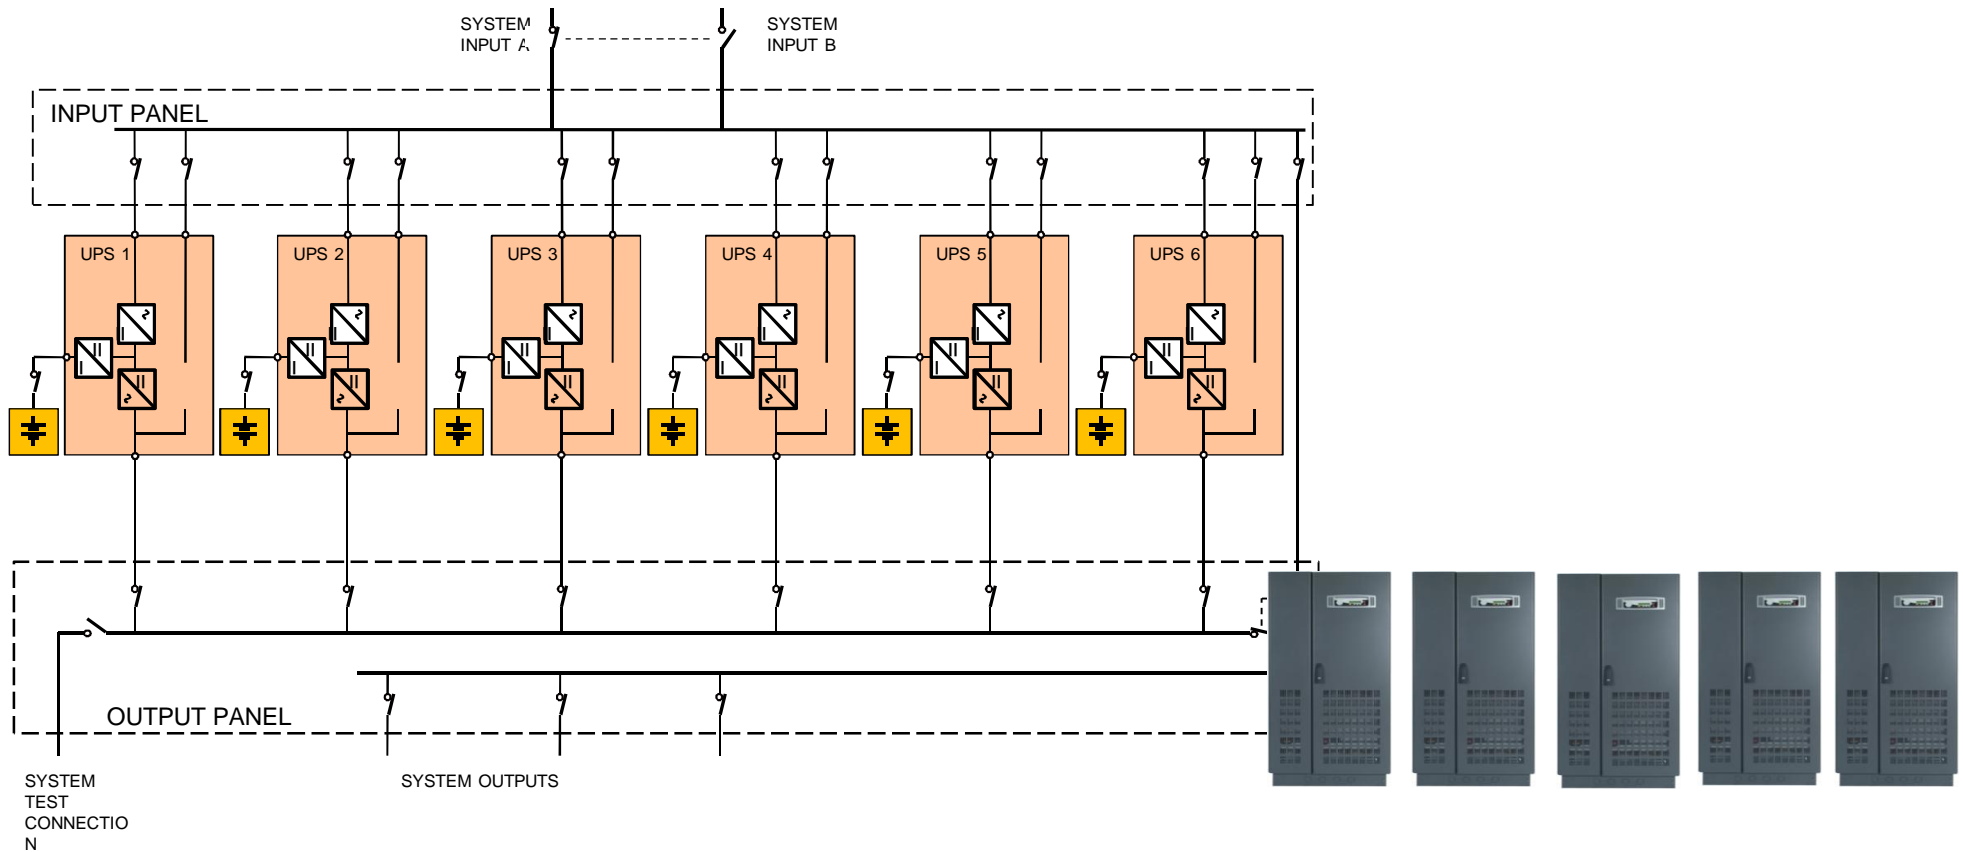 SYSTEM
INPUT A
SYSTEM
INPUT B
INPUT PANEL
UPS 1
UPS 2
UPS 3
UPS 4
UPS 5
UPS 6
OUTPUT PANEL
SYSTEM
TEST
CONNECTIO
N
SYSTEM OUTPUTS